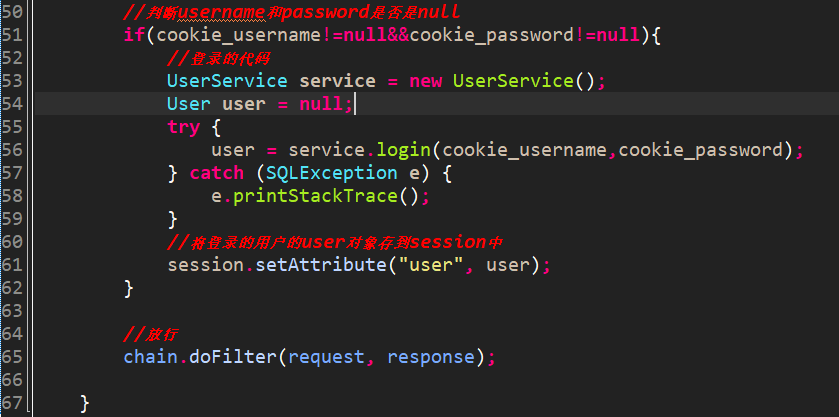 50 //判断username和password是否是null
51 if(cookie_username!=null&&cookie_password!=null){
52 //登录的代码
53 UserService service = new UserService();
54 User user = null;
55 try {
56 user = service.login(cookie_username,cookie_password);
57 } catch (SQLException e) {
58 e.printStackTrace();
59 }
60 //将登录的用户的user对象存到session中
61 session.setAttribute("user", user);
62 }
63
64 //放行
65 chain.doFilter(request, response);
66
67 }